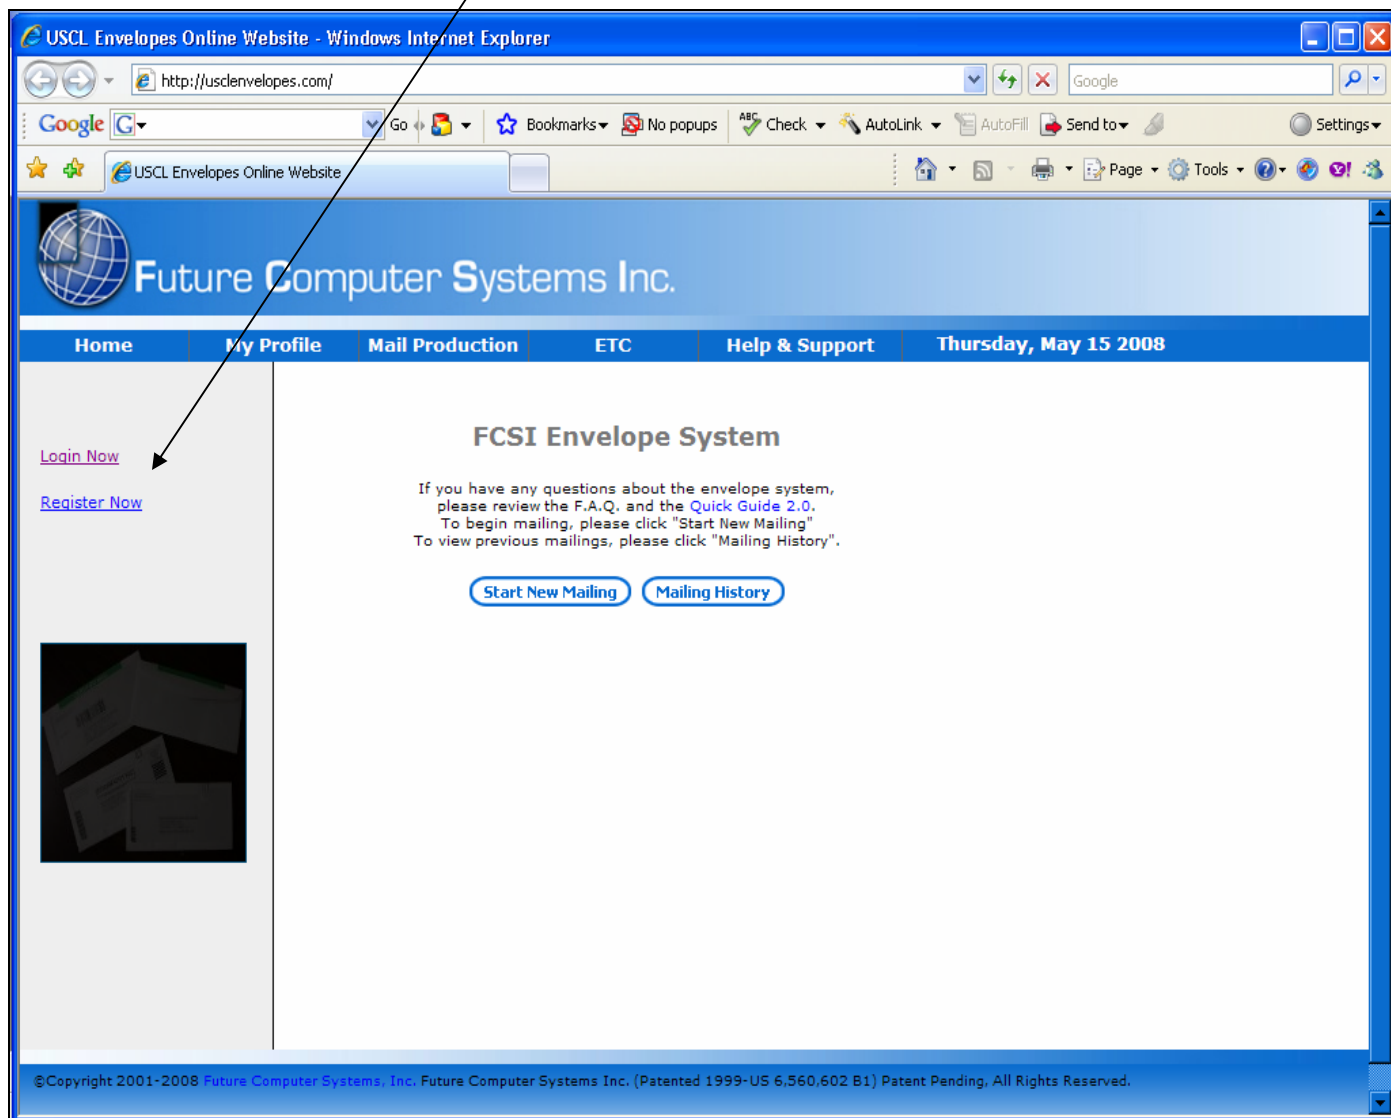 USCL Envelopes Online Website - Windows Internet Explorer
http://usclenvelopes.com/
Google
Google G Go Bookmarks No popups ABC Check AutoLink AutoFill Send to Settings
USCL Envelopes Online Website
Page Tools
Future Computer Systems Inc.
Home My Profile Mail Production ETC Help & Support Thursday, May 15 2008
Login Now
Register Now
FCSI Envelope System
If you have any questions about the envelope system,
please review the F.A.Q. and the Quick Guide 2.0.
To begin mailing, please click "Start New Mailing"
To view previous mailings, please click "Mailing History".
Start New Mailing Mailing History
©Copyright 2001-2008 Future Computer Systems, Inc. Future Computer Systems Inc. (Patented 1999-US 6,560,602 B1) Patent Pending, All Rights Reserved.